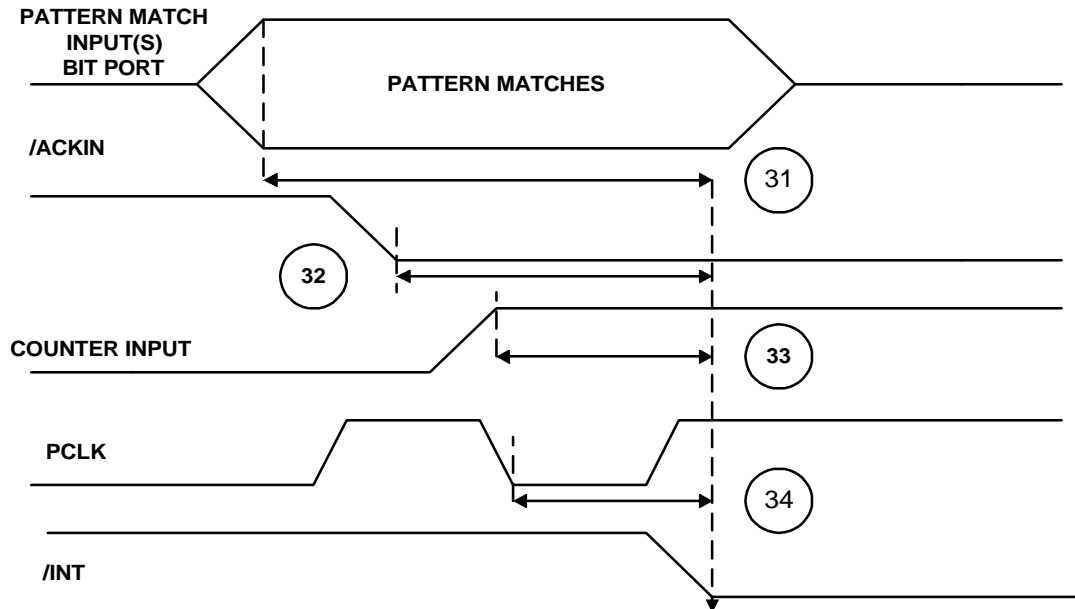 PATTERN MATCH
INPUT(S)
BIT PORT
PATTERN MATCHES
/ACKIN
31
32
COUNTER INPUT
33
PCLK
34
/INT